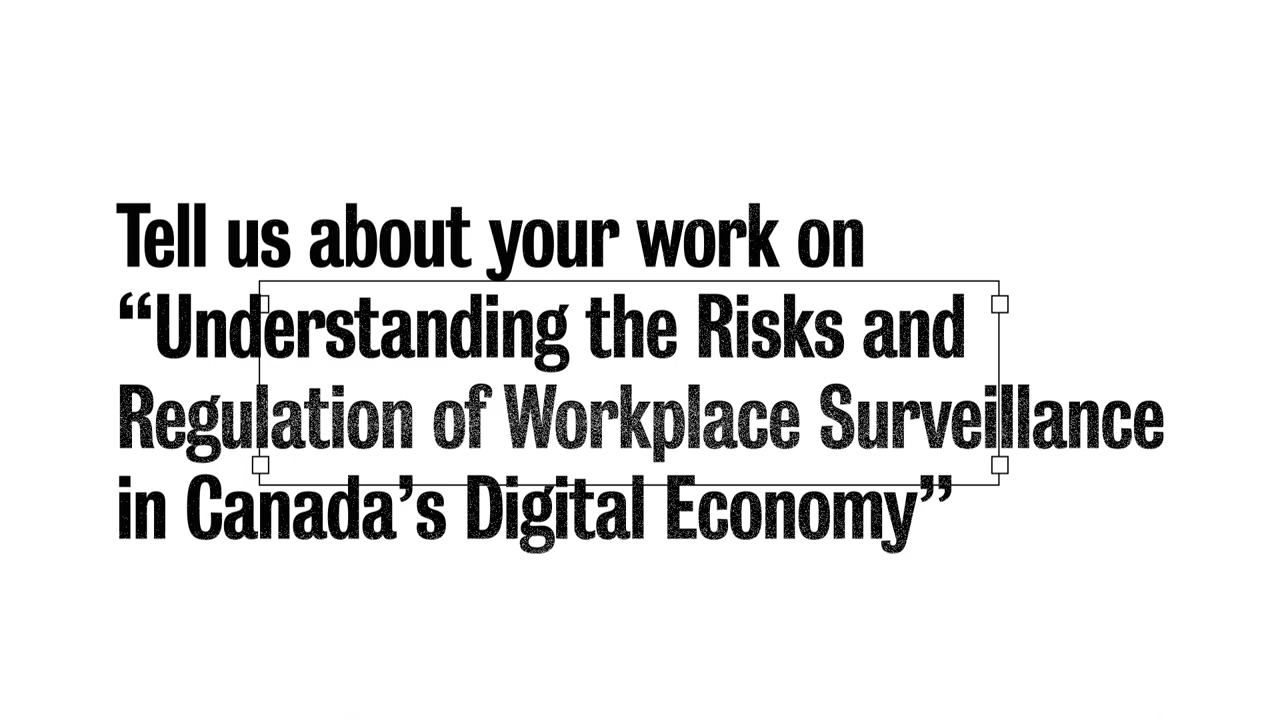 Tell us about your work on
“Understanding the Risks and
Regulation of Workplace Surveillance
in Canada’s Digital Economy”